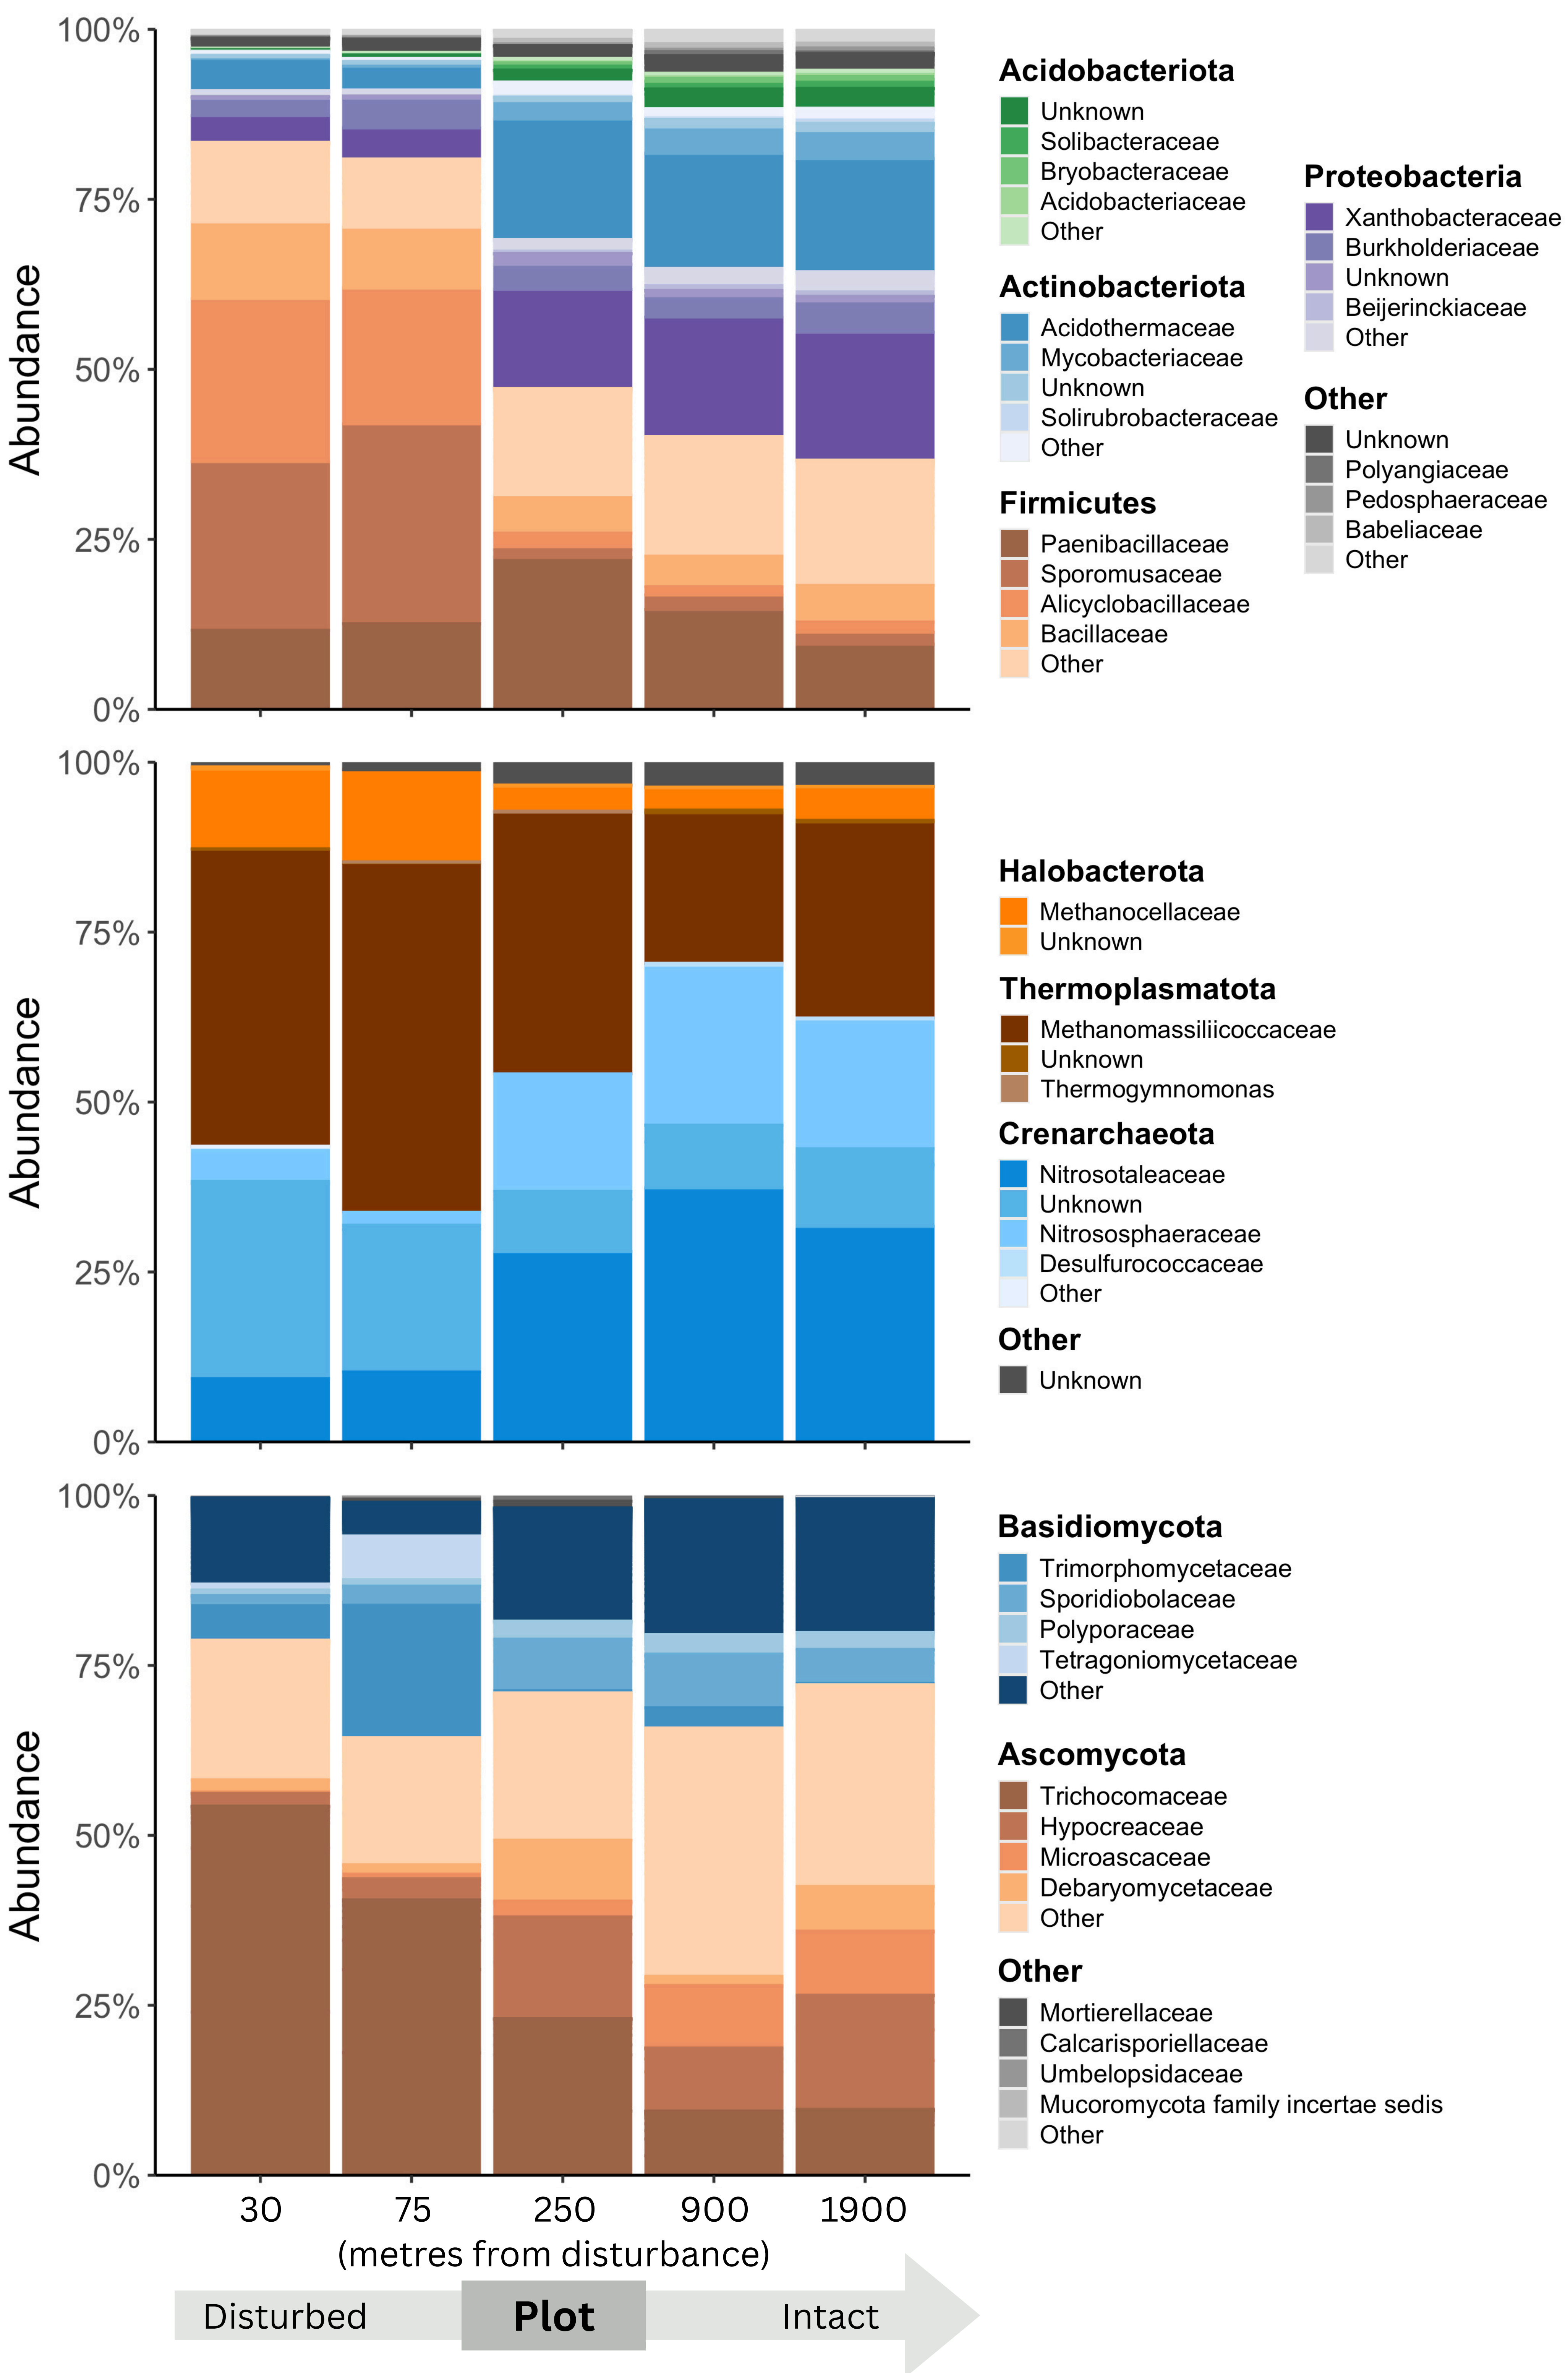 100%
75%
50%
25%
0%
Abundance
Acidobacteriota
Unknown
Solibacteraceae
Bryobacteraceae
Acidobacteriaceae
Other
Actinobacteriota
Acidothermaceae
Mycobacteriaceae
Unknown
Solirubrobacteraceae
Other
Firmicutes
Paenibacillaceae
Sporomusaceae
Alicyclobacillaceae
Bacillaceae
Other
Proteobacteria
Xanthobacteraceae
Burkholderiaceae
Unknown
Beijerinckiaceae
Other
Other
Unknown
Polyangiaceae
Pedosphaeraceae
Babeliaceae
Other
100%
75%
50%
25%
0%
Abundance
Halobacterota
Methanocellaceae
Unknown
Thermoplasmatota
Methanomassiliicoccaceae
Unknown
Thermogymnomonas
Crenarchaeota
Nitrosotaleaceae
Unknown
Nitrososphaeraceae
Desulfurococcaceae
Other
Other
Unknown
100%
75%
50%
25%
0%
Abundance
Basidiomycota
Trimorphomycetaceae
Sporidiobolaceae
Polyporaceae
Tetragoniomycetaceae
Other
Ascomycota
Trichocomaceae
Hypocreaceae
Microascaceae
Debaryomycetaceae
Other
Other
Mortierellaceae
Calcarisporiellaceae
Umbelopsidaceae
Mucoromycota family incertae sedis
Other
30 75 250 900 1900
(metres from disturbance)
Disturbed Plot Intact